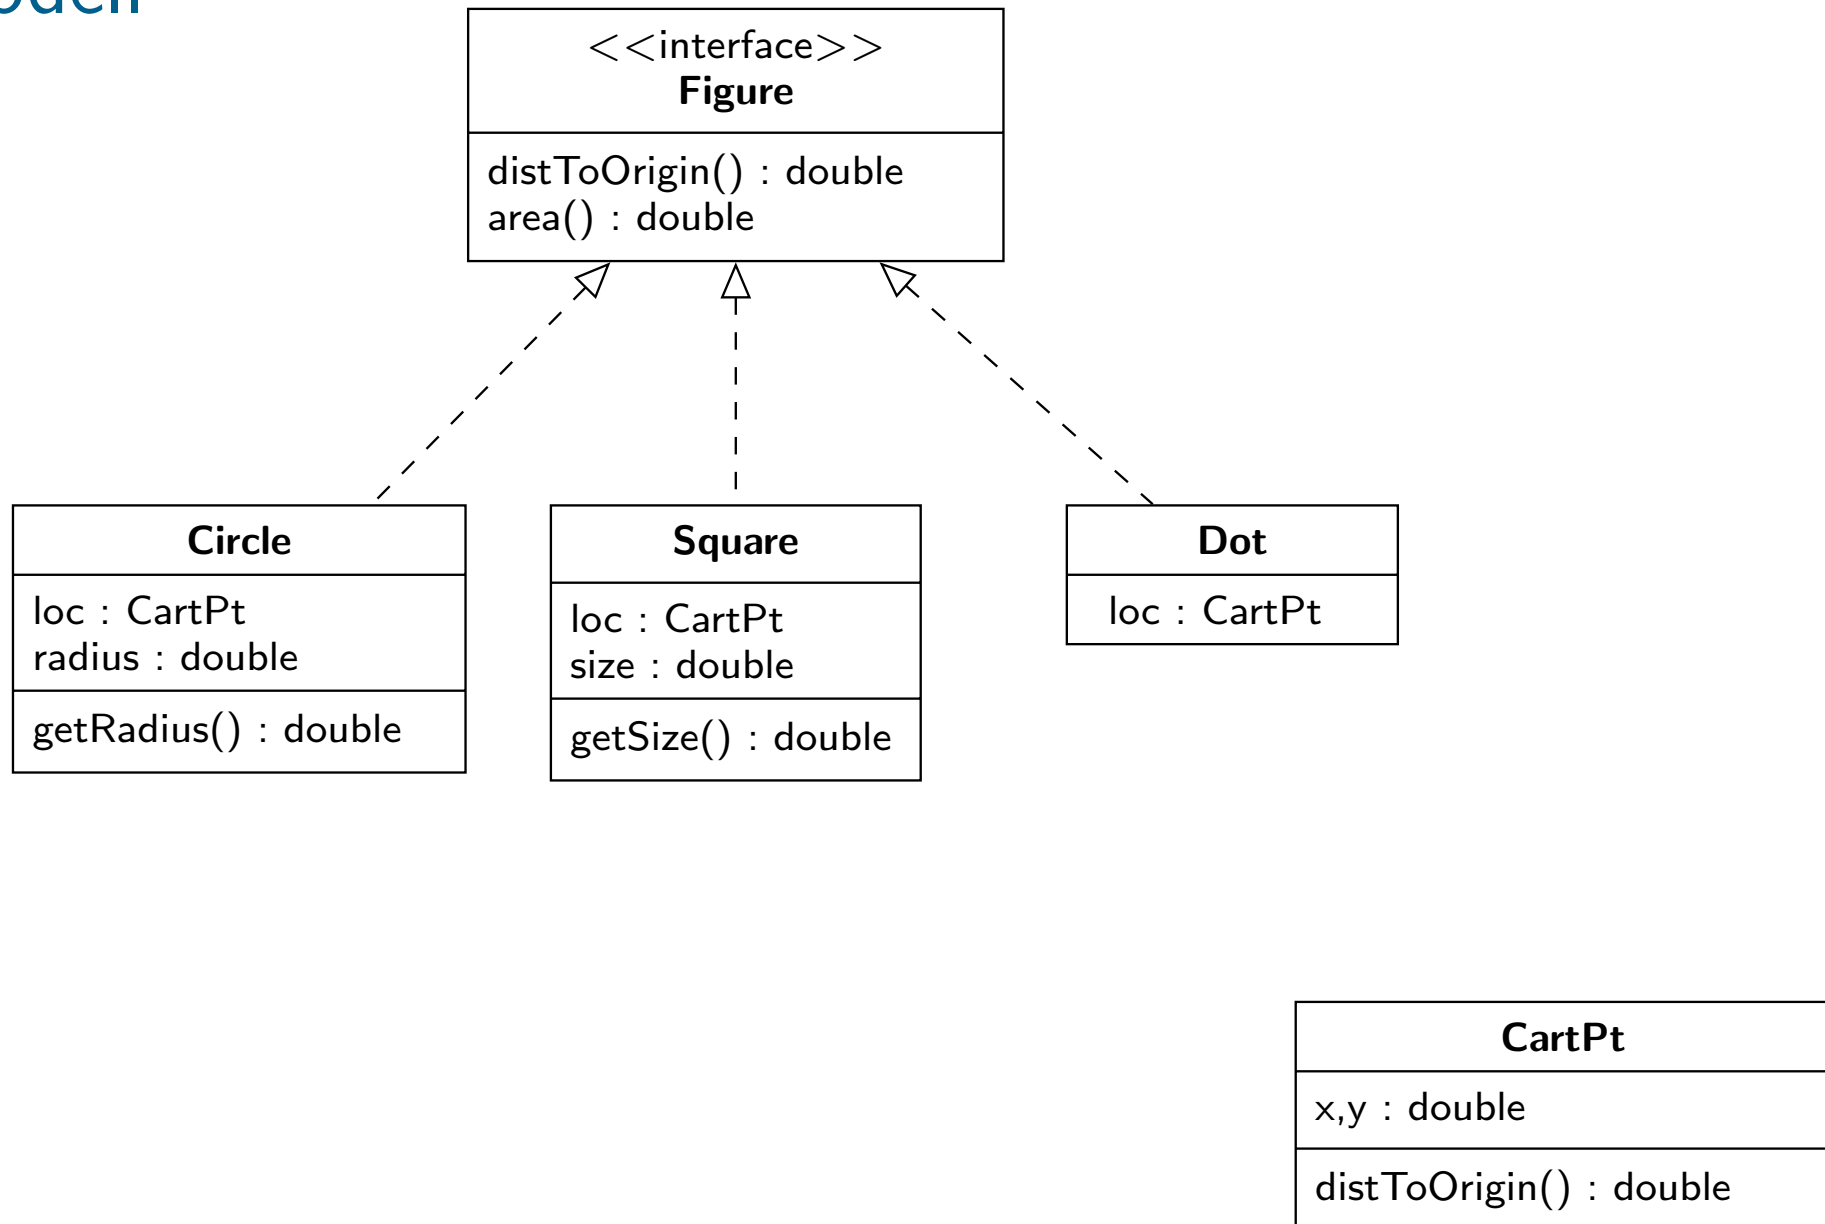 <<interface>>
Figure
distToOrigin() : double
area() : double
Circle
loc : CartPt
radius : double
getRadius() : double
Square
loc : CartPt
size : double
getSize() : double
Dot
loc : CartPt
CartPt
x,y : double
distToOrigin() : double